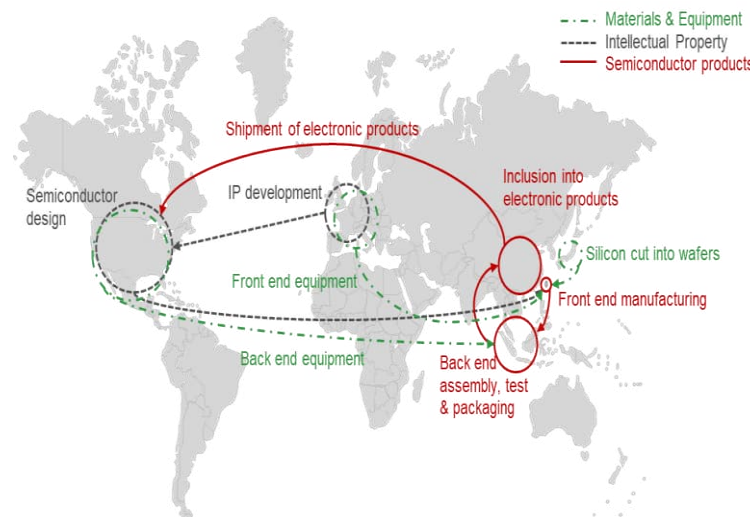 Materials & Equipment
Intellectual Property
Semiconductor products
Shipment of electronic products
Inclusion into
electronic products
Semiconductor
design
IP development
Silicon cut into wafers
Front end equipment
Front end manufacturing
Back end equipment
Back end
assembly, test
& packaging